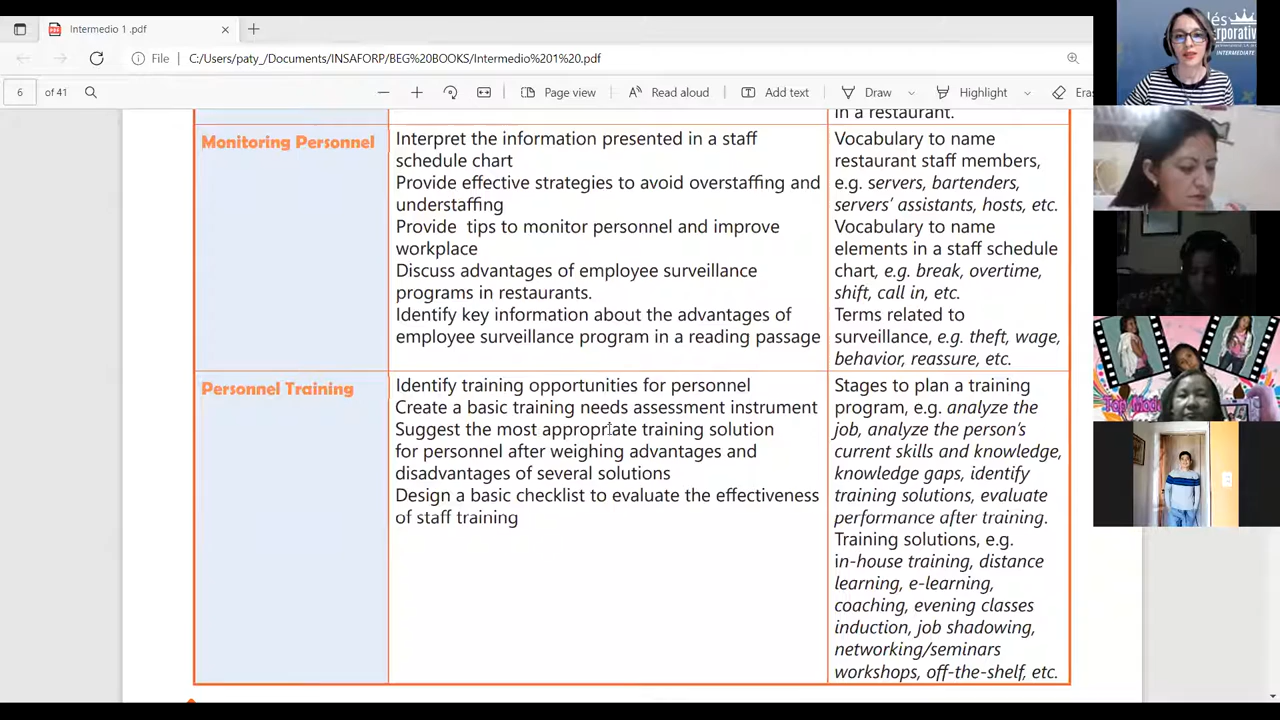 Intermedio 1 .pdf
File
C:/Users/paty_/Documents/INSAFORP/BEG%20BOOKS/Intermedio%201%20.pdf
6
of 41
Page view
Read aloud
Add text
Draw
Highlight
Eras
in a restaurant.
Monitoring Personnel
Interpret the information presented in a staff
schedule chart
Provide effective strategies to avoid overstaffing and
understaffing
Provide tips to monitor personnel and improve
workplace
Discuss advantages of employee surveillance
programs in restaurants.
Identify key information about the advantages of
employee surveillance program in a reading passage
Vocabulary to name
restaurant staff members,
e.g. servers, bartenders,
servers' assistants, hosts, etc.
Vocabulary to name
elements in a staff schedule
chart, e.g. break, overtime,
shift, call in, etc.
Terms related to
surveillance, e.g. theft, wage,
behavior, reassure, etc.
Personnel Training
Identify training opportunities for personnel
Create a basic training needs assessment instrument
Suggest the most appropriate training solution
for personnel after weighing advantages and
disadvantages of several solutions
Design a basic checklist to evaluate the effectiveness
of staff training
Stages to plan a training
program, e.g. analyze the
job, analyze the person's
current skills and knowledge,
knowledge gaps, identify
training solutions, evaluate
performance after training.
Training solutions, e.g.
in-house training, distance
learning, e-learning,
coaching, evening classes
induction, job shadowing,
networking/seminars
workshops, off-the-shelf, etc.
lés
rporativ
INTERMEDIATE